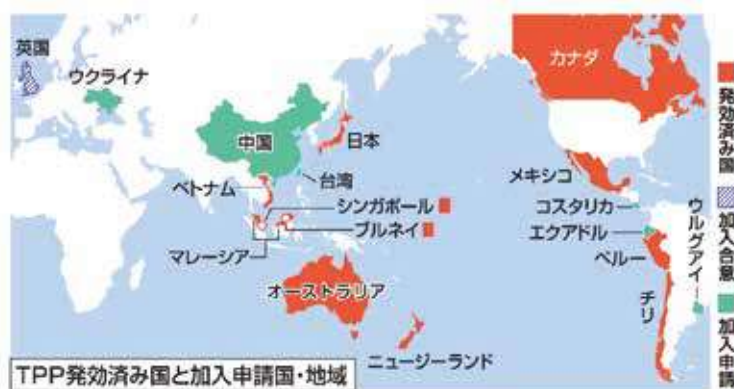 英国
ウクライナ
中国
日本
台湾
ベトナム
シンガポール
ブルネイ
マレーシア
オーストラリア
ニュージーランド
カナダ
メキシコ
コスタリカ
エクアドル
ペルー
チリ
ウルグアイ
発効済み国
加入合意
加入申請
TPP発効済み国と加入申請国・地域